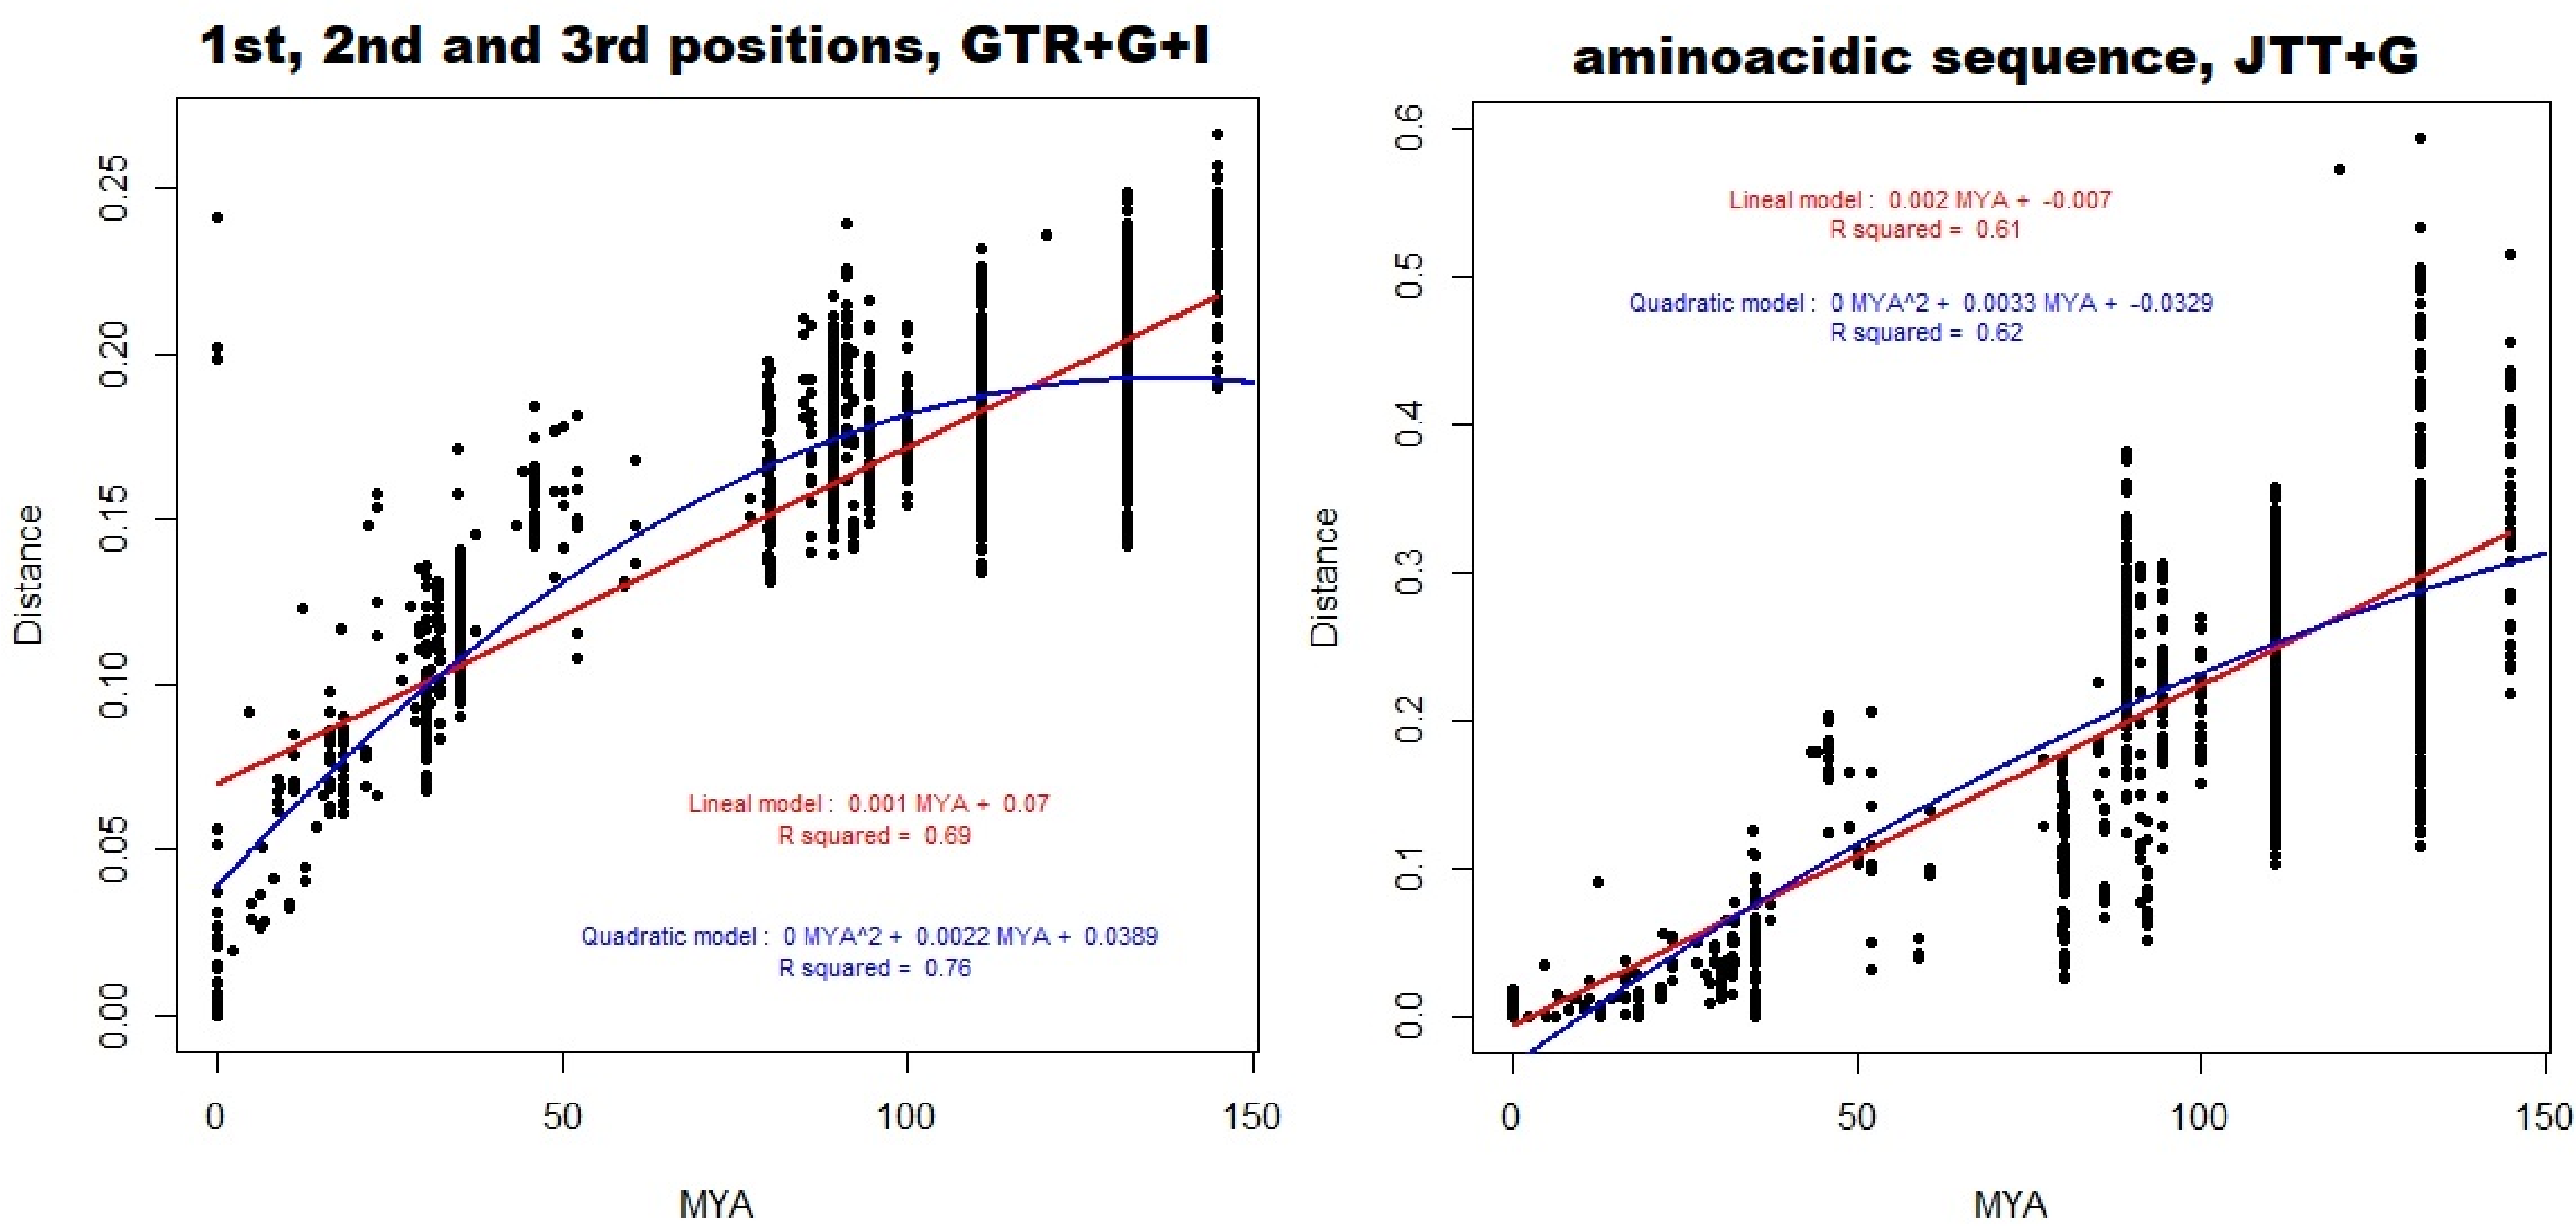 1st, 2nd and 3rd positions, GTR+G+I
Distance
0.25
0.20
0.15
0.10
0.05
0.00
Lineal model : 0.001 MYA + 0.07
R squared = 0.69
Quadratic model : 0 MYA^2 + 0.0022 MYA + 0.0389
R squared = 0.76
0 50 100 150
MYA
aminoacidic sequence, JTT+G
Distance
0.6
0.5
0.4
0.3
0.2
0.1
0.0
Lineal model : 0.002 MYA + -0.007
R squared = 0.61
Quadratic model : 0 MYA^2 + 0.0033 MYA + -0.0329
R squared = 0.62
0 50 100 150
MYA